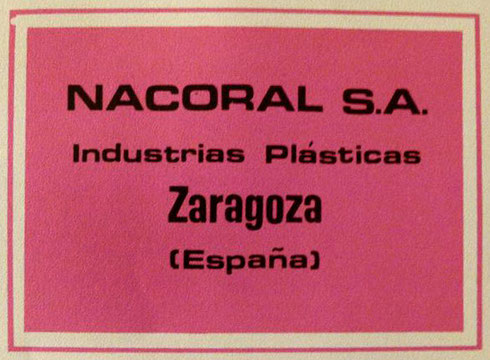 NACORAL S.A.
Industrias Plásticas
Zaragoza
(España)